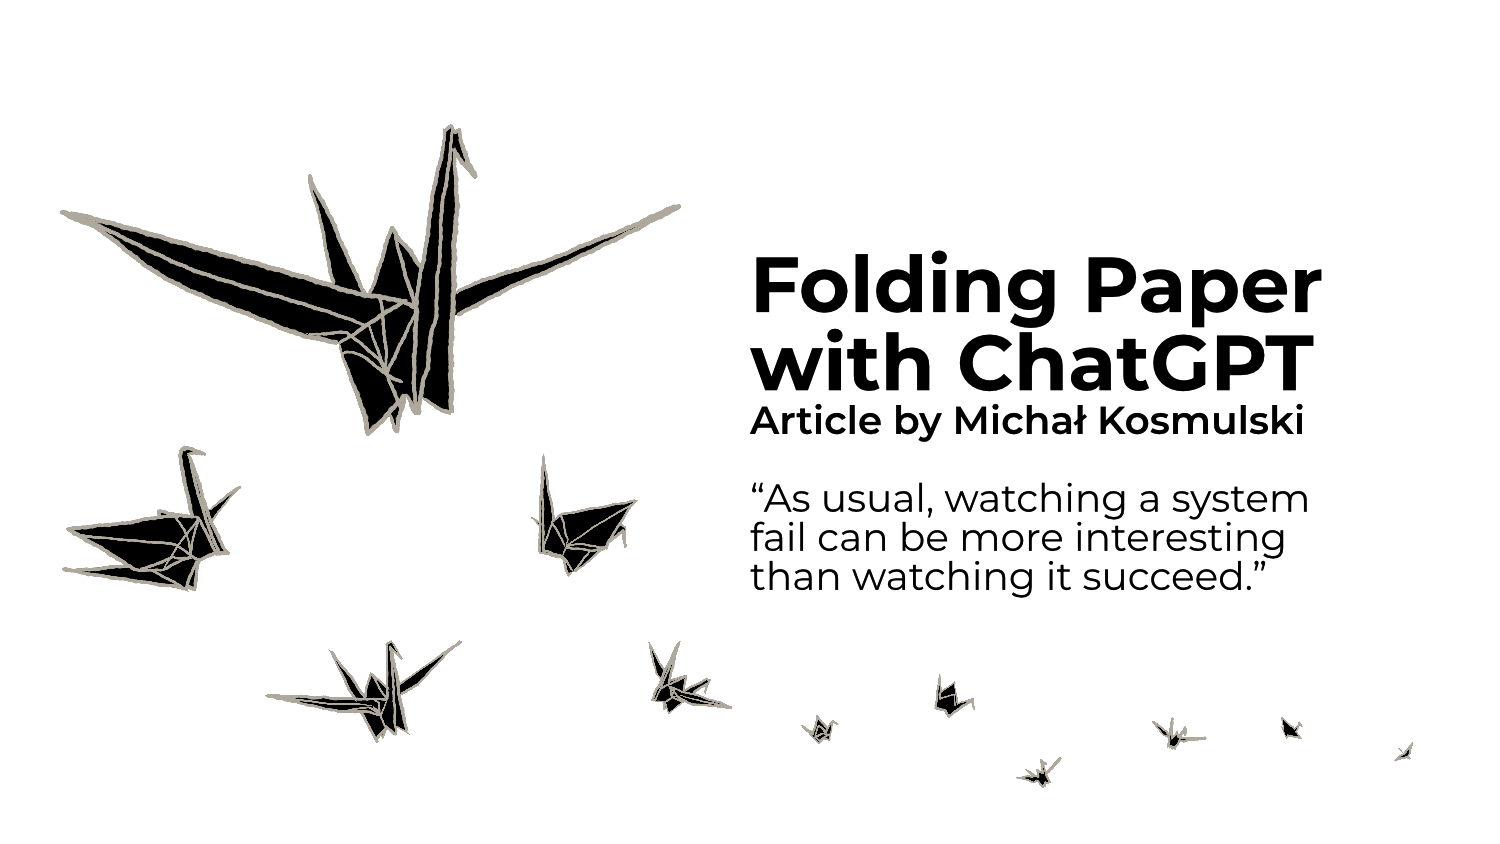 Folding Paper
with ChatGPT
Article by Michał Kosmulski
“As usual, watching a system
fail can be more interesting
than watching it succeed.”